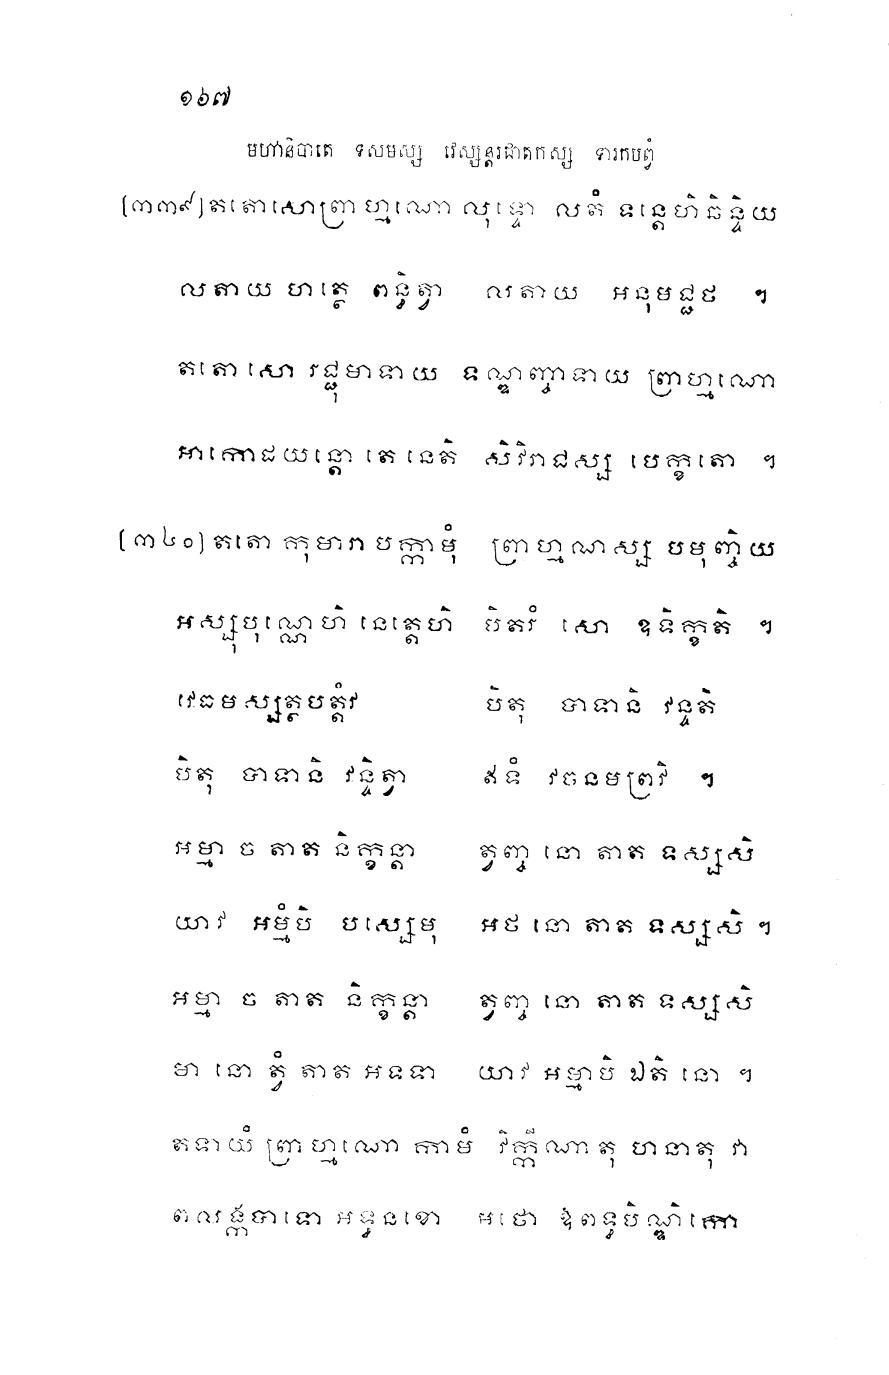 ១៦៧
មហានិបាតេ ទសមស្ស វេស្សន្តរជាតកស្ស ទារកបព្វំ
(៣៣៩) តតោ សោ ព្រាហ្មណោ លុទ្ទោ លតំ ទន្តេហិ ឆិន្ទិយ
លតាយ ហត្ថេ ពន្ធិត្វា លតាយ អនុមជ្ជថ ។
តតោ សោ រជ្ជុមាទាយ ទណ្ឌញ្ចាទាយ ព្រាហ្មណោ
អាកោដយន្តោ តេ នេតិ សិវិរាជស្ស បេក្ខតោ ។
(៣៤០) តតោ កុមារា បក្កាមុំ ព្រាហ្មណស្ស បមុញ្ចិយ
អស្សុបុណ្ណេហិ នេត្តេហិ បិតរំ សោ ឧទិក្ខតិ ។
វេធមស្សត្ថបត្តំវ បិតុ បាទានិ វន្ទតិ
បិតុ បាទានិ វន្ទិត្វា ឥទំ វចនមព្រវិ ។
អម្មា ច តាត និក្ខន្តា ត្វញ្ច នោ តាត ទស្សសិ
យាវ អម្មំបិ បស្សេមុ អថ នោ តាត ទស្សសិ ។
អម្មា ច តាត និក្ខន្តា ត្វញ្ច នោ តាត ទស្សសិ
មា នោ ត្វំ តាត អទទា យាវ អម្មាបិ ឯតិ នោ ។
តទាយំ ព្រាហ្មណោ កាមំ វិក្កីណាតុ ហនាតុ វា
ពលង្កបាទោ អទ្ធនខោ អថោ ឱពទ្ធបិណ្ឌិកោ